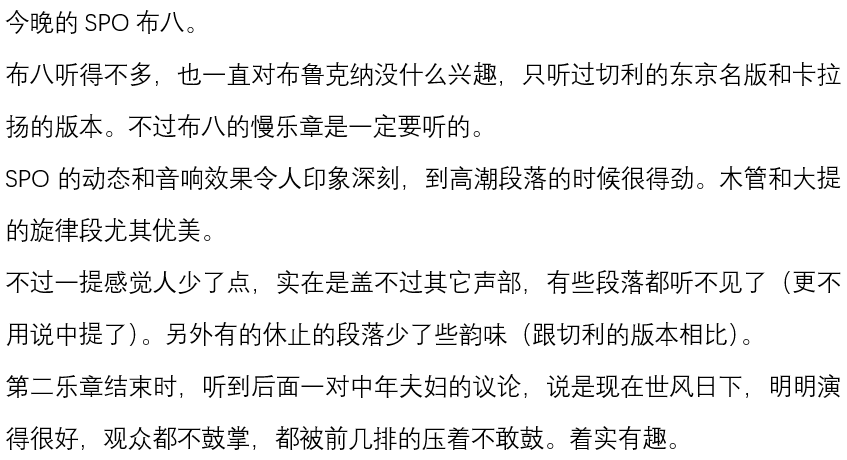 今晚的 SPO 布八。
布八听得不多，也一直对布鲁克纳没什么兴趣，只听过切利的东京名版和卡拉
扬的版本。不过布八的慢乐章是一定要听的。
SPO 的动态和音响效果令人印象深刻，到高潮段落的时候很得劲。木管和大提
的旋律段尤其优美。
不过一提感觉人少了点，实在是盖不过其它声部，有些段落都听不见了（更不
用说中提了）。另外有的休止的段落少了些韵味（跟切利的版本相比）。
第二乐章结束时，听到后面一对中年夫妇的议论，说是现在世风日下，明明演
得很好，观众都不鼓掌，都被前几排的压着不敢鼓。着实有趣。